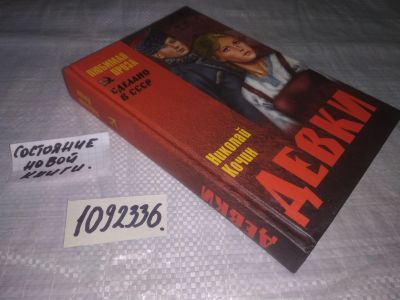 ЛЮБИМАЯ
ПРОЗА
СДЕЛАНО
В СССР
Николай
Кочин
ДЕВКИ
ДЕВКИ
СОСТОЯНИЕ
НОВОЙ
КНИГИ.
1092336.